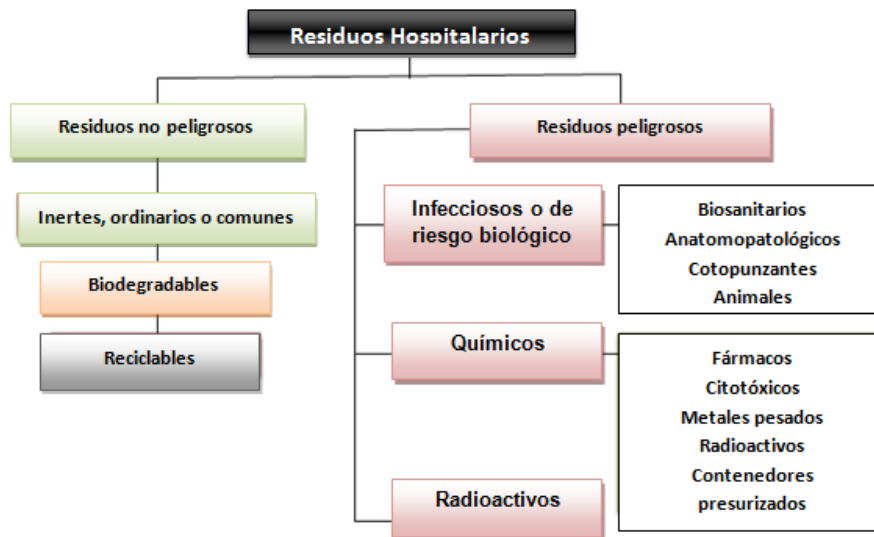 Residuos Hospitalarios
Residuos no peligrosos
Inertes, ordinarios o comunes
Biodegradables
Reciclables
Residuos peligrosos
Infecciosos o de
riesgo biológico
Biosanitarios
Anatomopatológicos
Cotopunzantes
Animales
Químicos
Fármacos
Citotóxicos
Metales pesados
Radioactivos
Contenedores
presurizados
Radioactivos